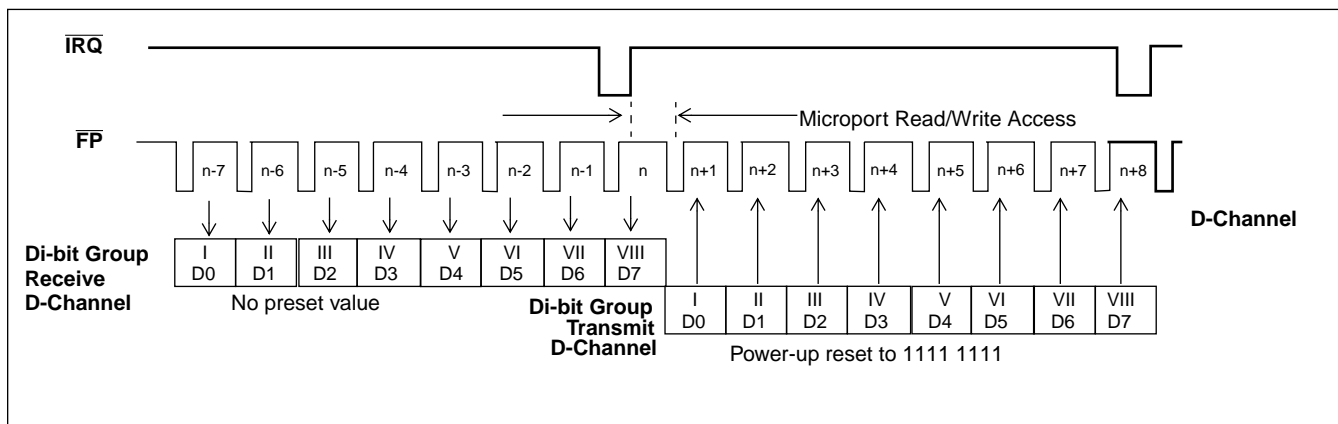 IRQ
Microport Read/Write Access
FP
n-7 n-6 n-5 n-4 n-3 n-2 n-1 n n+1 n+2 n+3 n+4 n+5 n+6 n+7 n+8
D-Channel
Di-bit Group
Receive
D-Channel
I II III IV V VI VII VIII
D0 D1 D2 D3 D4 D5 D6 D7
No preset value
Di-bit Group
Transmit
D-Channel
I II III IV V VI VII VIII
D0 D1 D2 D3 D4 D5 D6 D7
Power-up reset to 1111 1111